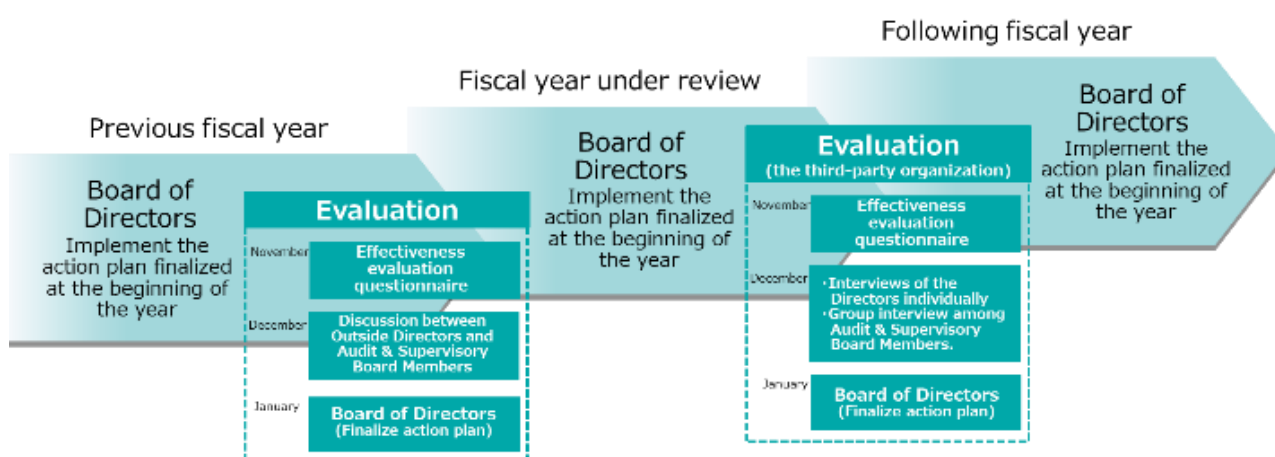 Previous fiscal year
Board of
Directors
Implement the
action plan finalized
at the beginning of
the year
Evaluation
November
Effectiveness
evaluation
questionnaire
December
Discussion between
Outside Directors and
Audit & Supervisory
Board Members
January
Board of Directors
(Finalize action plan)
Fiscal year under review
Board of
Directors
Implement the
action plan finalized
at the beginning of
the year
Evaluation
(the third-party organization)
November
Effectiveness
evaluation
questionnaire
December
・Interviews of the
Directors individually
・Group interview among
Audit & Supervisory
Board Members.
January
Board of Directors
(Finalize action plan)
Following fiscal year
Board of
Directors
Implement the
action plan finalized
at the beginning of
the year